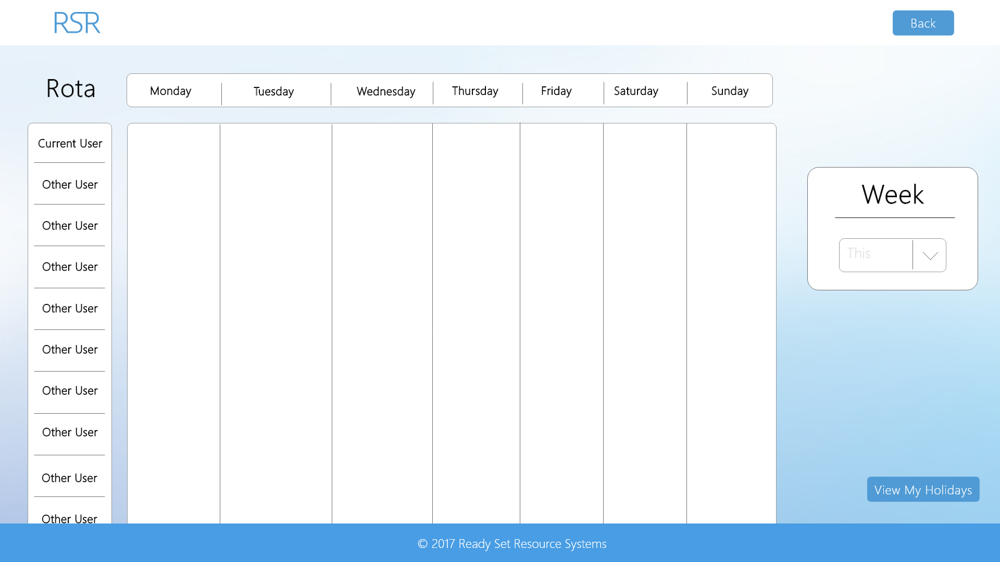 RSR
Back
Rota
Monday Tuesday Wednesday Thursday Friday Saturday Sunday
Current User
Other User
Other User
Other User
Other User
Other User
Other User
Other User
Other User
Other User
Week
This
View My Holidays
© 2017 Ready Set Resource Systems